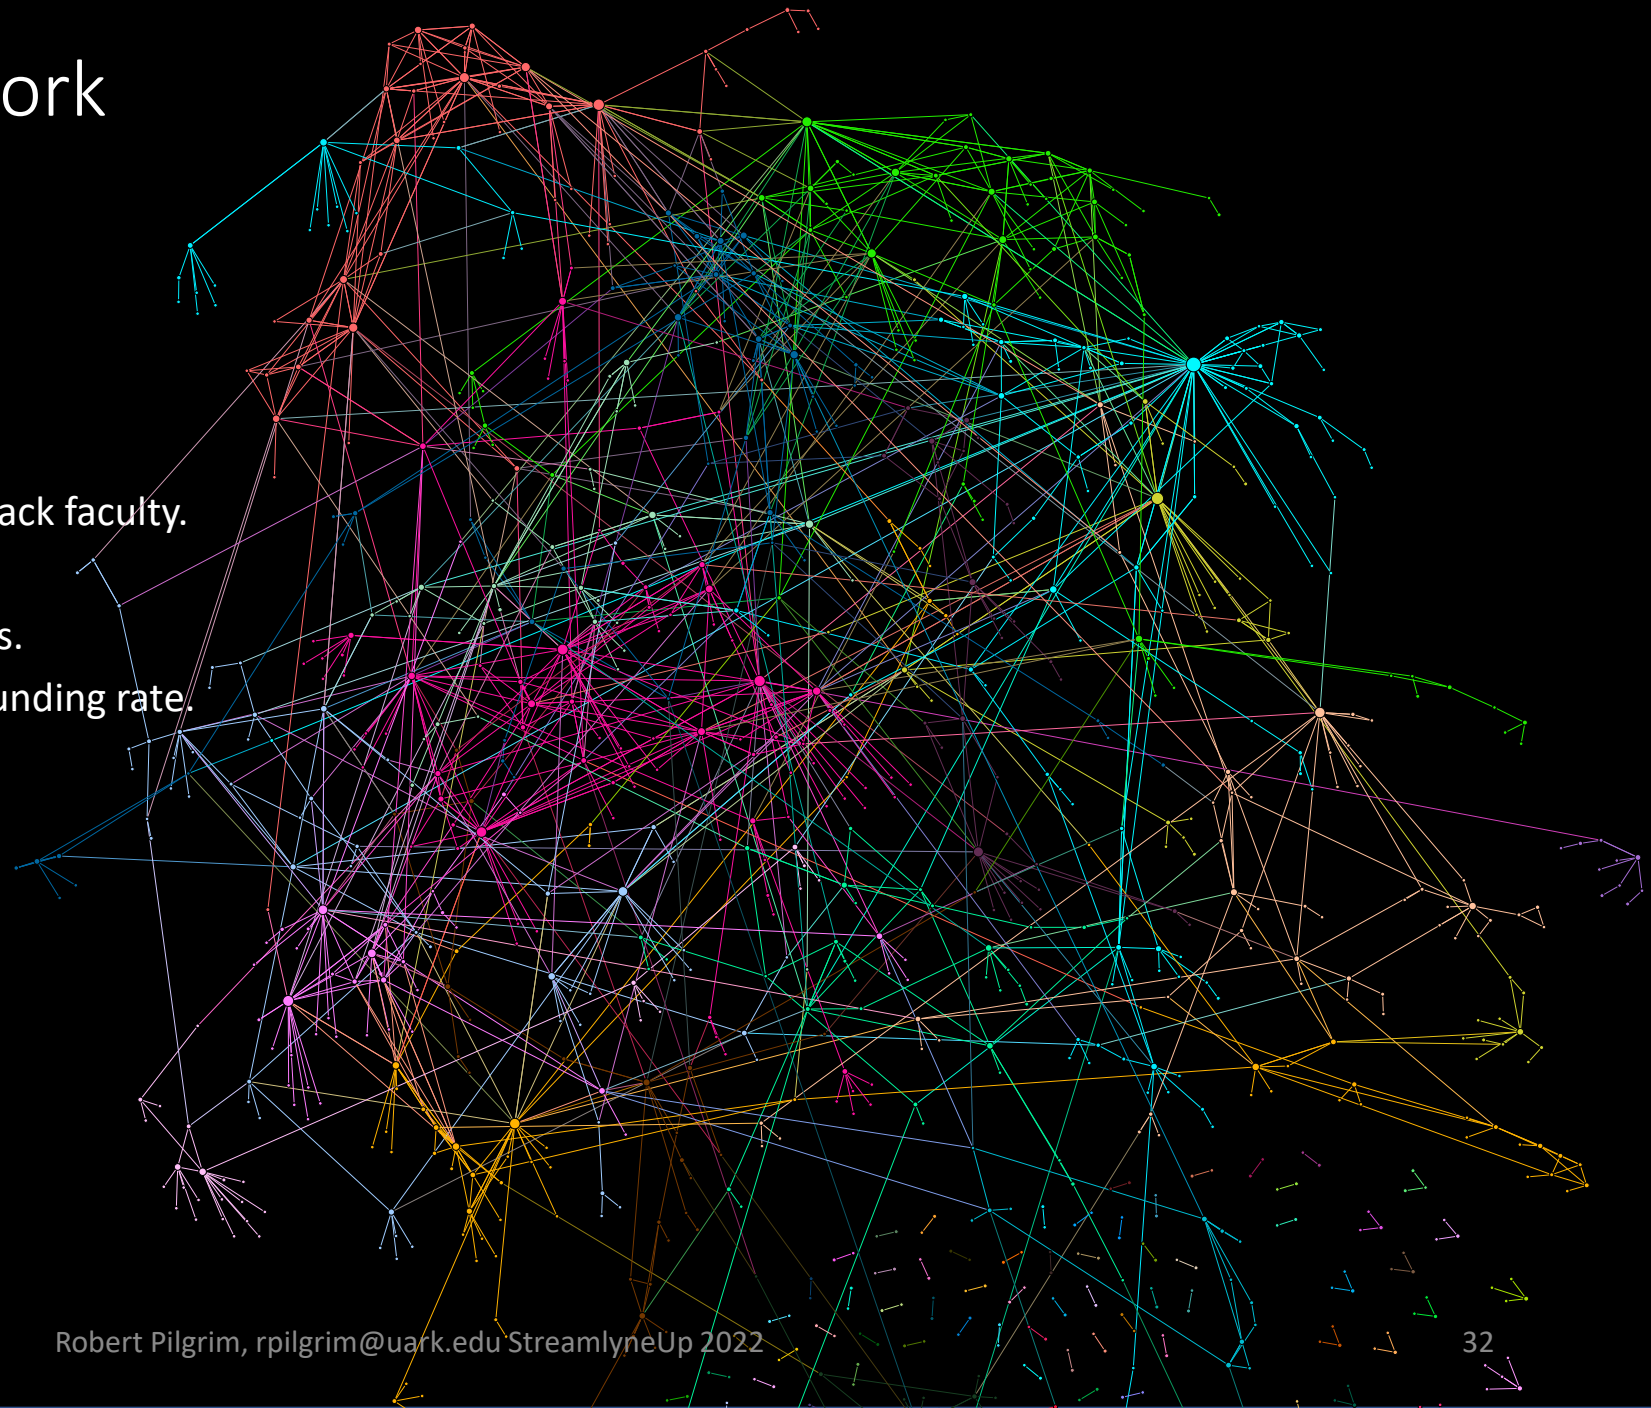 ork
ack faculty.
s.
unding rate.
Robert Pilgrim, rpilgrim@uark.edu StreamlyneUp 2022
32